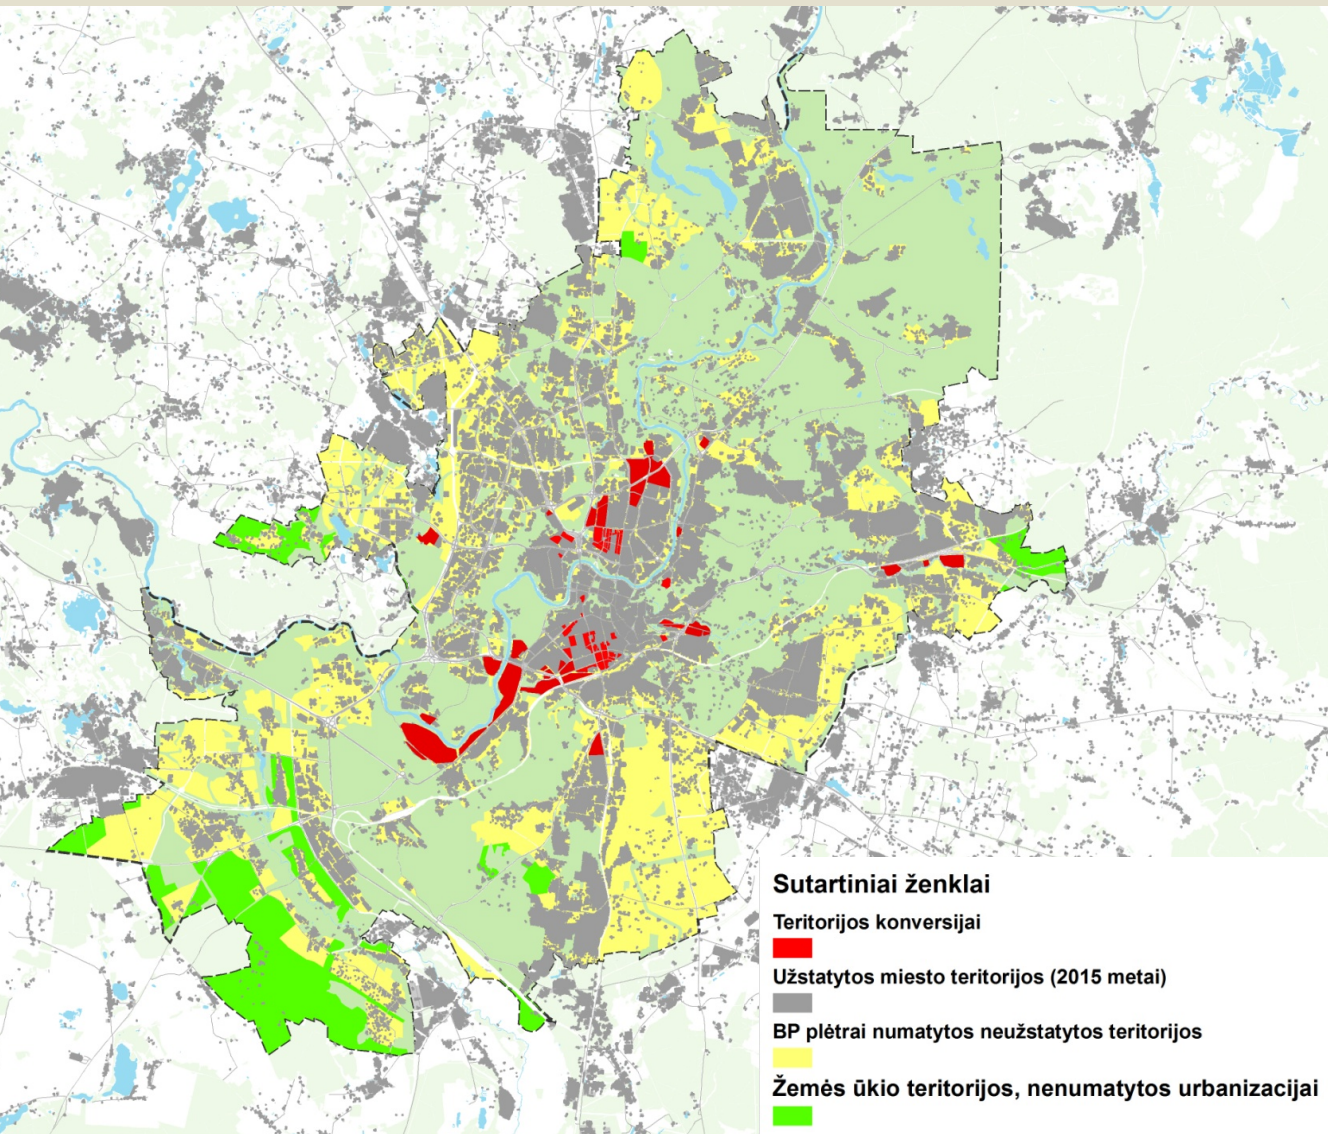 Sutartiniai ženklai
Teritorijos konversijai
Užstatytos miesto teritorijos (2015 metai)
BP plėtrai numatytos neužstatytos teritorijos
Žemės ūkio teritorijos, nenumatytos urbanizacijai